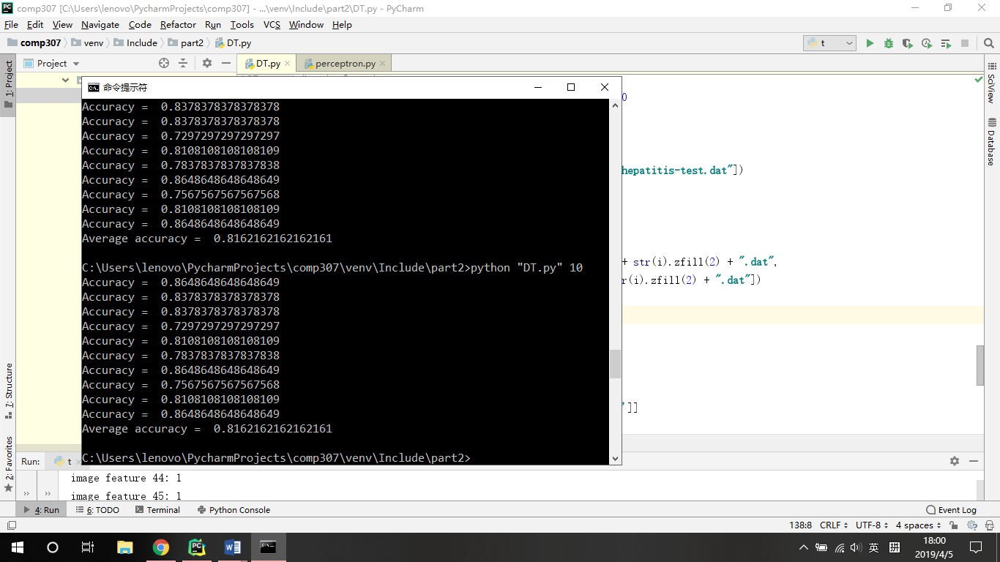 comp307 [C:\Users\lenovo\PycharmProjects\comp307] - ...\venv\Include\part2\DT.py - PyCharm
File Edit View Navigate Code Refactor Run Tools VCS Window Help
comp307 venv Include part2 DT.py t
Project DT.py perceptron.py
1: Project
7: Structure
2: Favorites
SciView
Database
命令提示符
Accuracy =  0.8378378378378378
Accuracy =  0.8378378378378378
Accuracy =  0.7297297297297297
Accuracy =  0.8108108108108109
Accuracy =  0.7837837837837838
Accuracy =  0.8648648648648649
Accuracy =  0.7567567567567568
Accuracy =  0.8108108108108109
Accuracy =  0.8648648648648649
Average accuracy =  0.8162162162162161
C:\Users\lenovo\PycharmProjects\comp307\venv\Include\part2>python "DT.py" 10
Accuracy =  0.8648648648648649
Accuracy =  0.8378378378378378
Accuracy =  0.8378378378378378
Accuracy =  0.7297297297297297
Accuracy =  0.8108108108108109
Accuracy =  0.7837837837837838
Accuracy =  0.8648648648648649
Accuracy =  0.7567567567567568
Accuracy =  0.8108108108108109
Accuracy =  0.8648648648648649
Average accuracy =  0.8162162162162161
C:\Users\lenovo\PycharmProjects\comp307\venv\Include\part2>
0
hepatitis-test.dat"])
+ str(i).zfill(2) + ".dat",
r(i).zfill(2) + ".dat"])
"]]
Run: t
image feature 44: 1
image feature 45: 1
4: Run 6: TODO Terminal Python Console Event Log
138:8 CRLF UTF-8 4 spaces
英 拼 18:00
2019/4/5